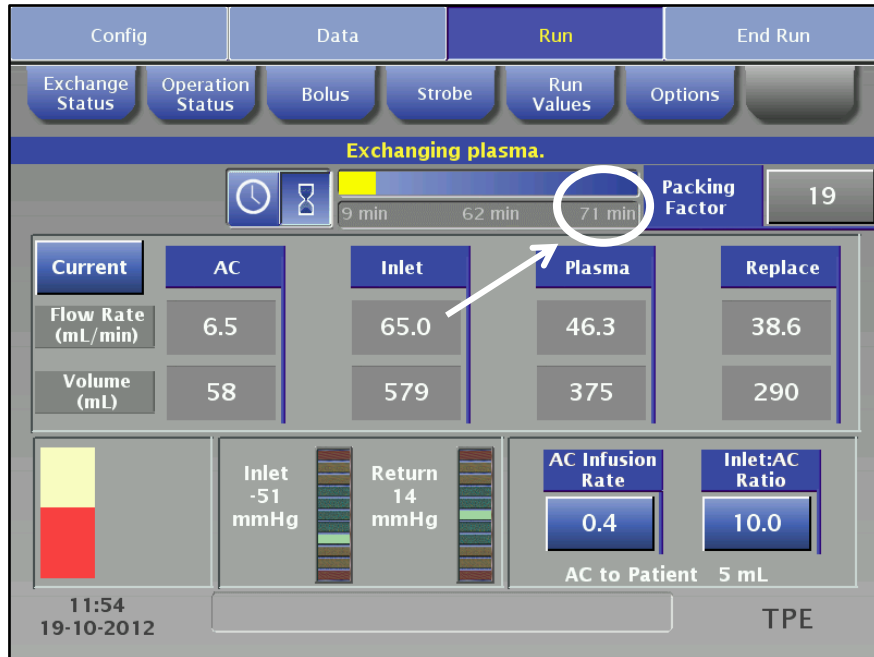 Config
Data
Run
End Run
Exchange
Status
Operation
Status
Bolus
Strobe
Run
Values
Options
Exchanging plasma.
9 min
62 min
71 min
Packing
Factor
19
Current
AC
Inlet
Plasma
Replace
Flow Rate
(mL/min)
6.5
65.0
46.3
38.6
Volume
(mL)
58
579
375
290
Inlet
-51
mmHg
Return
14
mmHg
AC Infusion
Rate
0.4
Inlet:AC
Ratio
10.0
AC to Patient 5 mL
11:54
19-10-2012
TPE